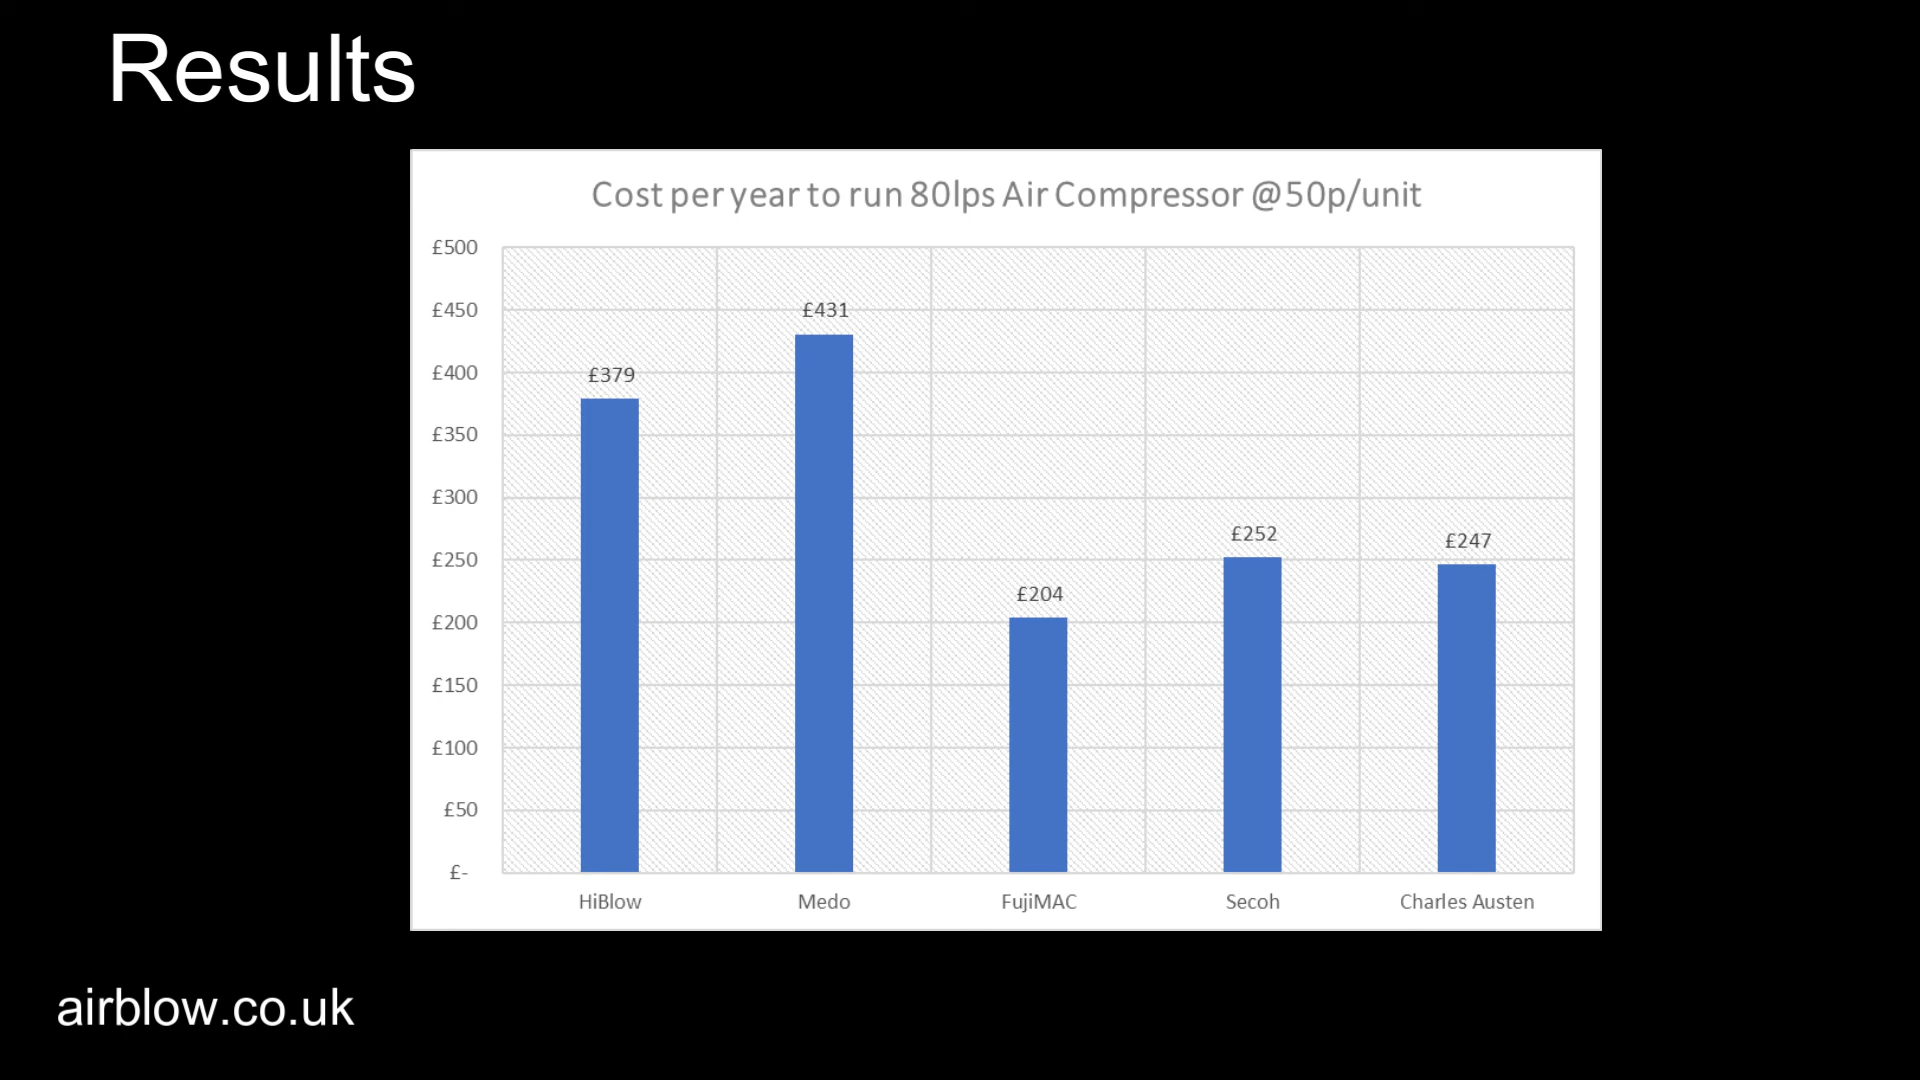 Results
Cost per year to run 80lps Air Compressor @50p/unit
£500
£450
£400
£350
£300
£250
£200
£150
£100
£50
£-
£379
£431
£204
£252
£247
HiBlow
Medo
FujiMAC
Secoh
Charles Austen
airblow.co.uk